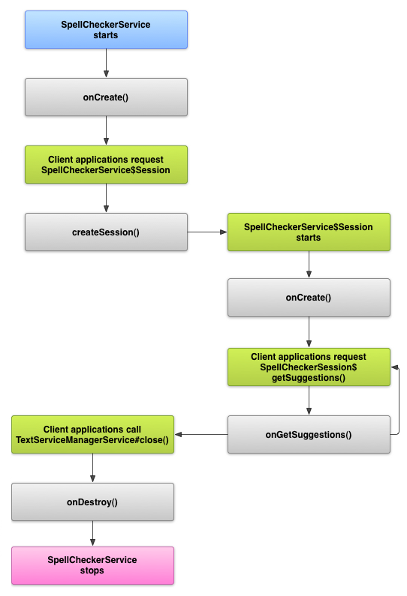 SpellCheckerService
starts
onCreate()
Client applications request
SpellCheckerService$Session
createSession()
SpellCheckerService$Session
starts
onCreate()
Client applications request
SpellCheckerSession$
getSuggestions()
onGetSuggestions()
Client applications call
TextServiceManagerService#close()
onDestroy()
SpellCheckerService
stops